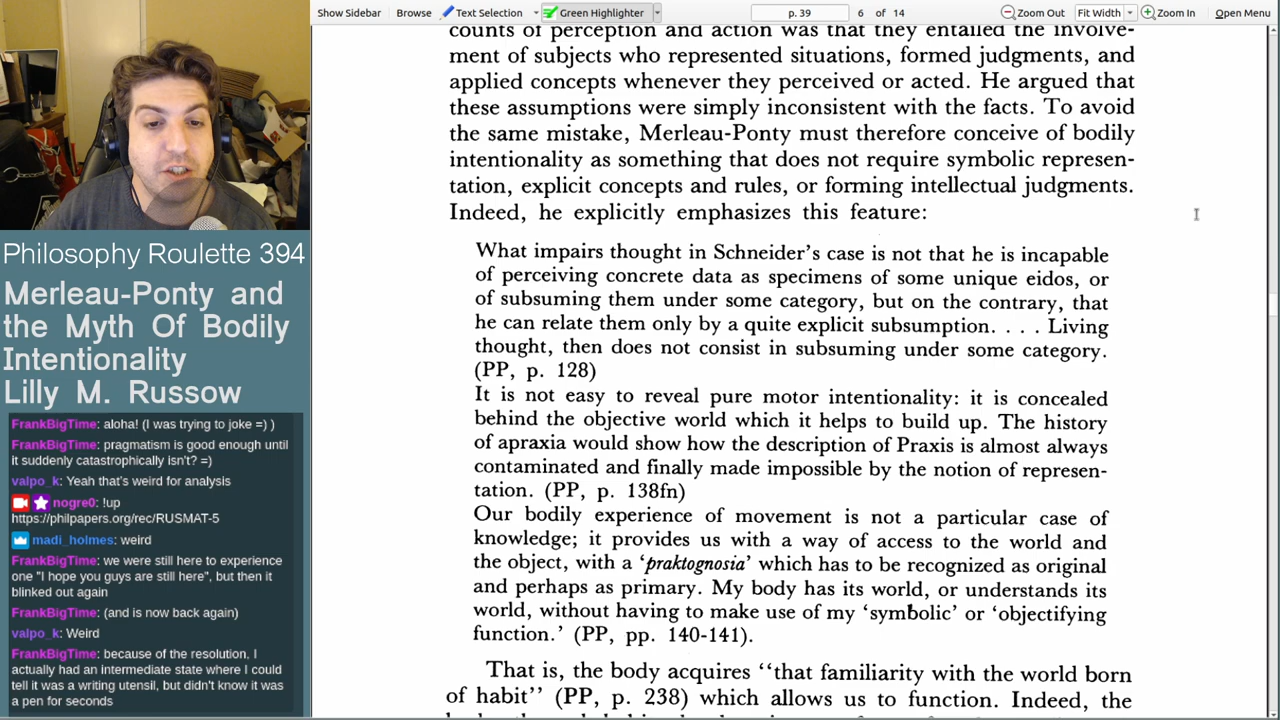 Show Sidebar Browse Text Selection Green Highlighter p. 39 6 of 14 Zoom Out Fit Width Zoom In Open Menu
counts of perception and action was that they entailed the involve-
ment of subjects who represented situations, formed judgments, and
applied concepts whenever they perceived or acted. He argued that
these assumptions were simply inconsistent with the facts. To avoid
the same mistake, Merleau-Ponty must therefore conceive of bodily
intentionality as something that does not require symbolic represen-
tation, explicit concepts and rules, or forming intellectual judgments.
Indeed, he explicitly emphasizes this feature:
What impairs thought in Schneider's case is not that he is incapable
of perceiving concrete data as specimens of some unique eidos, or
of subsuming them under some category, but on the contrary, that
he can relate them only by a quite explicit subsumption. . . . Living
thought, then does not consist in subsuming under some category.
(PP, p. 128)
It is not easy to reveal pure motor intentionality: it is concealed
behind the objective world which it helps to build up. The history
of apraxia would show how the description of Praxis is almost always
contaminated and finally made impossible by the notion of represen-
tation. (PP, p. 138fn)
Our bodily experience of movement is not a particular case of
knowledge; it provides us with a way of access to the world and
the object, with a 'praktognosia' which has to be recognized as original
and perhaps as primary. My body has its world, or understands its
world, without having to make use of my 'symbolic' or 'objectifying
function.' (PP, pp. 140-141).
That is, the body acquires "that familiarity with the world born
of habit" (PP, p. 238) which allows us to function. Indeed, the
Philosophy Roulette 394
Merleau-Ponty and
the Myth Of Bodily
Intentionality
Lilly M. Russow
FrankBigTime: aloha! (I was trying to joke =) )
FrankBigTime: pragmatism is good enough until
it suddenly catastrophically isn't? =)
valpo_k: Yeah that's weird for analysis
nogre0: !up
https://philpapers.org/rec/RUSMAT-5
madi_holmes: weird
FrankBigTime: we were still here to experience
one "I hope you guys are still here", but then it
blinked out again
FrankBigTime: (and is now back again)
valpo_k: Weird
FrankBigTime: because of the resolution, I
actually had an intermediate state where I could
tell it was a writing utensil, but didn't know it was
a pen for seconds